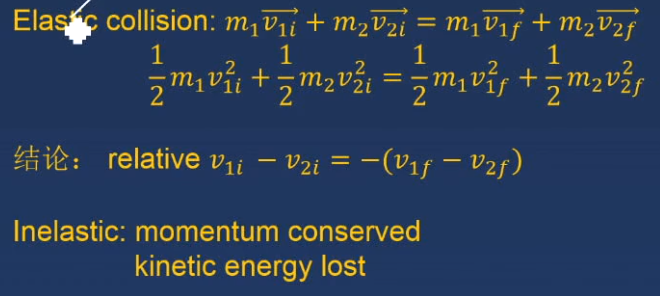 Elastic collision: $m_1\overrightarrow{v_{1i}} + m_2\overrightarrow{v_{2i}} = m_1\overrightarrow{v_{1f}} + m_2\overrightarrow{v_{2f}}$
$\frac{1}{2}m_1v_{1i}^2 + \frac{1}{2}m_2v_{2i}^2 = \frac{1}{2}m_1v_{1f}^2 + \frac{1}{2}m_2v_{2f}^2$
结论： relative $v_{1i} - v_{2i} = -(v_{1f} - v_{2f})$
Inelastic: momentum conserved
kinetic energy lost